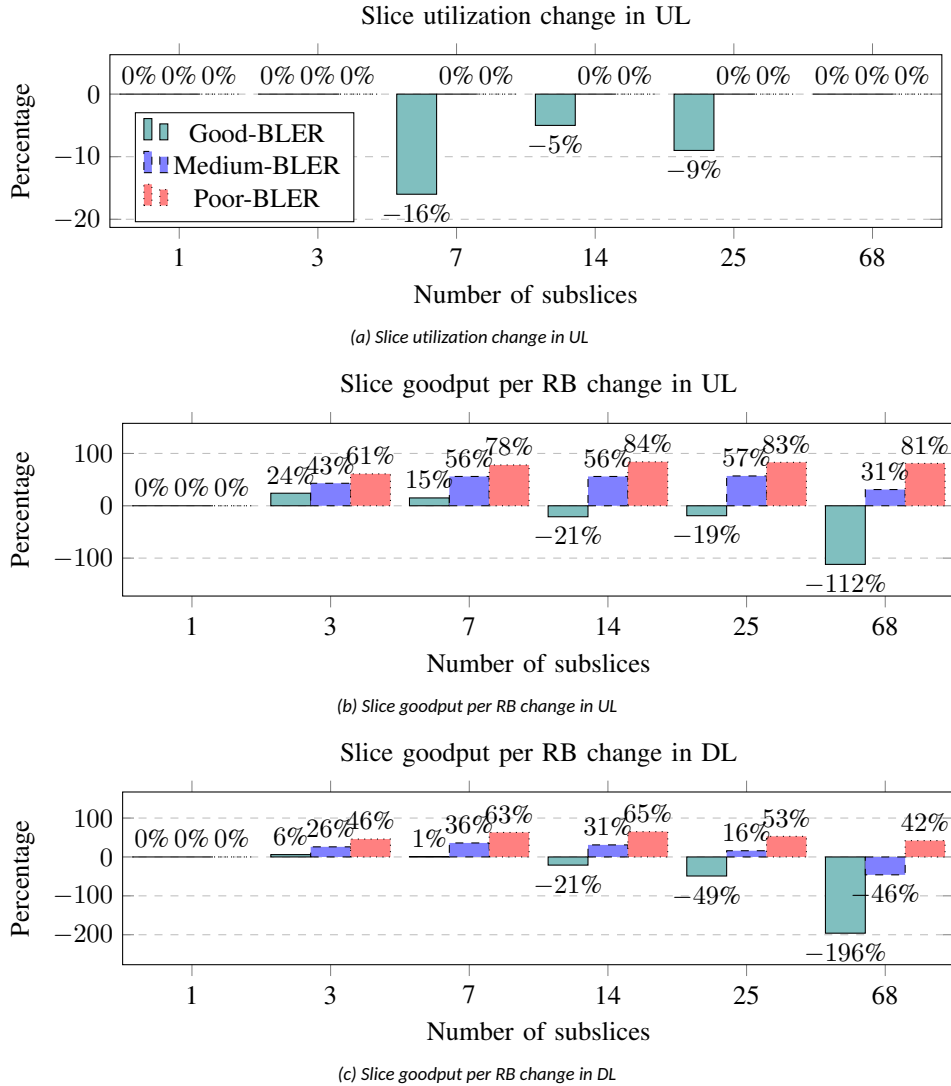 Slice utilization change in UL
0% 0% 0% 0% 0% 0% 0% 0% 0% 0% 0% 0% 0% 0% 0%
0
−10
−20
Percentage
Good-BLER
Medium-BLER
Poor-BLER
−16%
−5%
−9%
1 3 7 14 25 68
Number of subslices
(a) Slice utilization change in UL
Slice goodput per RB change in UL
100
0
−100
Percentage
0% 0% 0% 24% 43% 61% 15% 56% 78% −21% 56% 84% −19% 57% 83% −112% 31% 81%
1 3 7 14 25 68
Number of subslices
(b) Slice goodput per RB change in UL
Slice goodput per RB change in DL
100
0
−100
−200
Percentage
0% 0% 0% 6% 26% 46% 1% 36% 63% −21% 31% 65% −49% 16% 53% −196% −46% 42%
1 3 7 14 25 68
Number of subslices
(c) Slice goodput per RB change in DL